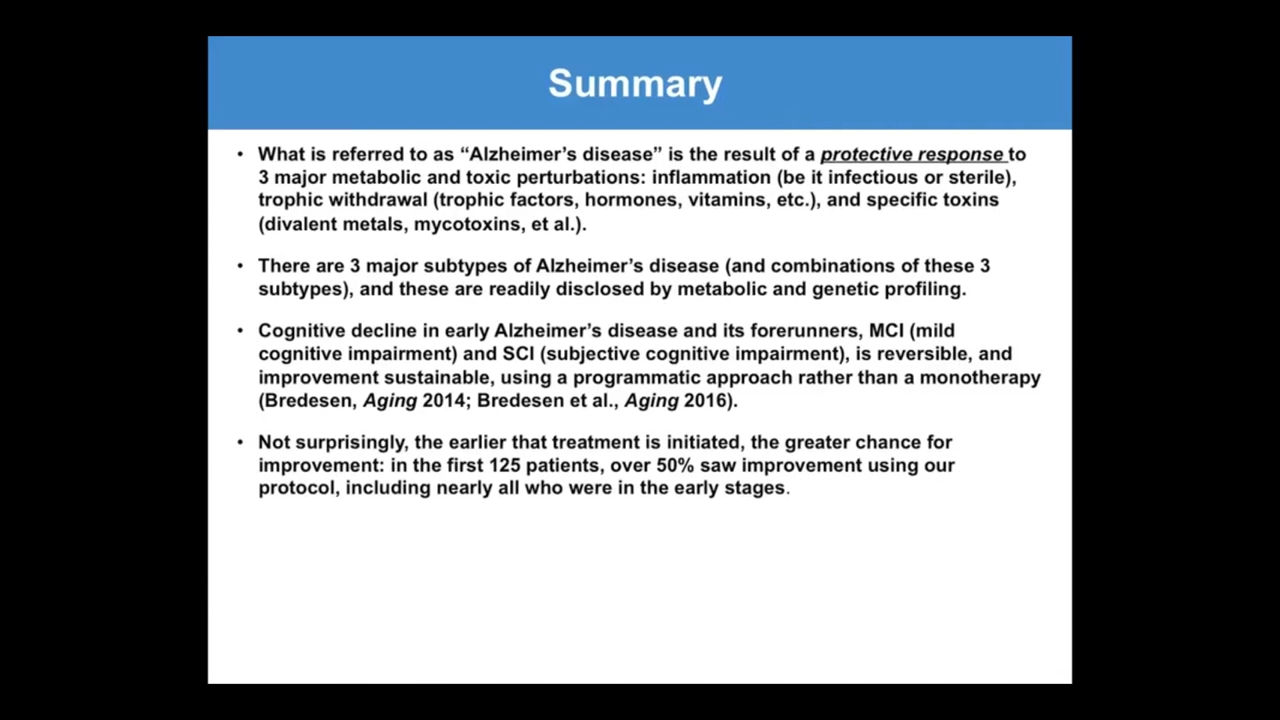 Summary
• What is referred to as “Alzheimer’s disease” is the result of a protective response to
3 major metabolic and toxic perturbations: inflammation (be it infectious or sterile),
trophic withdrawal (trophic factors, hormones, vitamins, etc.), and specific toxins
(divalent metals, mycotoxins, et al.).
• There are 3 major subtypes of Alzheimer’s disease (and combinations of these 3
subtypes), and these are readily disclosed by metabolic and genetic profiling.
• Cognitive decline in early Alzheimer’s disease and its forerunners, MCI (mild
cognitive impairment) and SCI (subjective cognitive impairment), is reversible, and
improvement sustainable, using a programmatic approach rather than a monotherapy
(Bredesen, Aging 2014; Bredesen et al., Aging 2016).
• Not surprisingly, the earlier that treatment is initiated, the greater chance for
improvement: in the first 125 patients, over 50% saw improvement using our
protocol, including nearly all who were in the early stages.